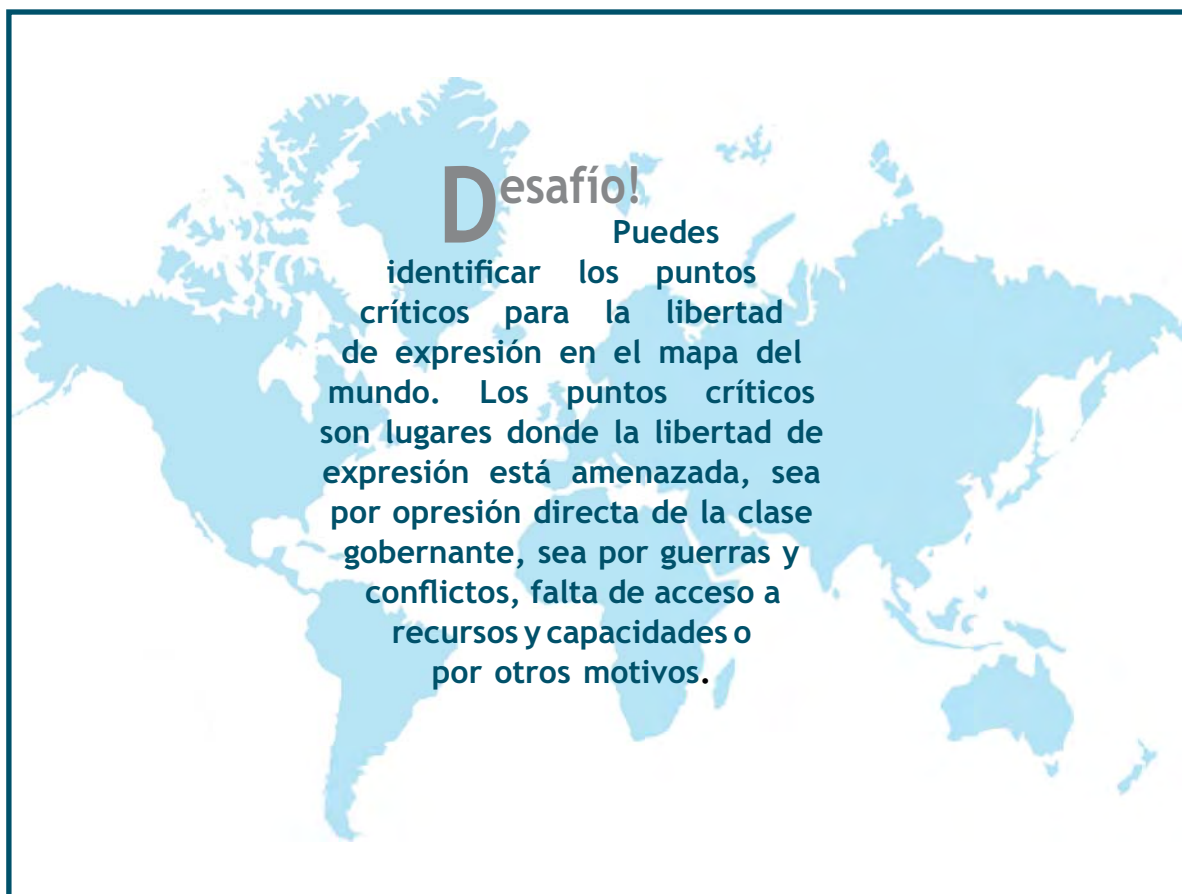 Desafío!
Puedes
identificar los puntos
críticos para la libertad
de expresión en el mapa del
mundo. Los puntos críticos
son lugares donde la libertad de
expresión está amenazada, sea
por opresión directa de la clase
gobernante, sea por guerras y
conflictos, falta de acceso a
recursos y capacidades o
por otros motivos.